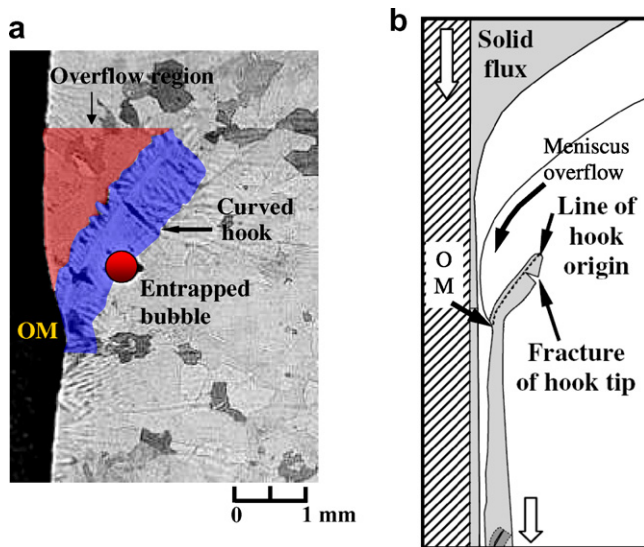 a
Overflow region
Curved
hook
Entrapped
bubble
OM
0 1 mm
b
Solid
flux
Meniscus
overflow
Line of
hook
origin
O
M
Fracture
of hook tip